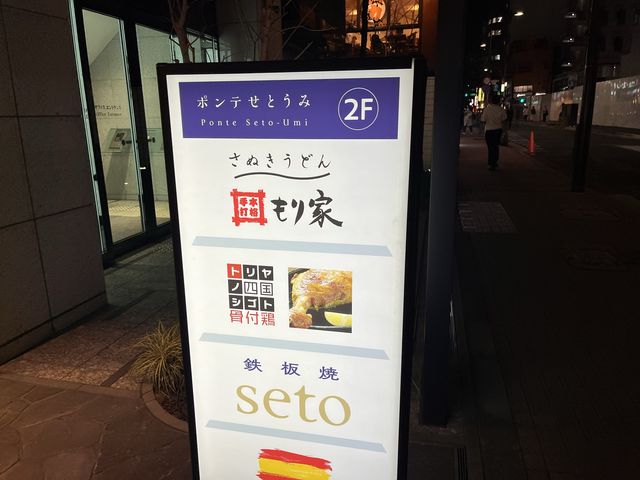 ポンテせとうみ
Ponte Seto-Umi
2F
さぬきうどん
本格
手打
もり家
トリヤ
ノ四国
シゴト
骨付鶏
鉄板焼
seto